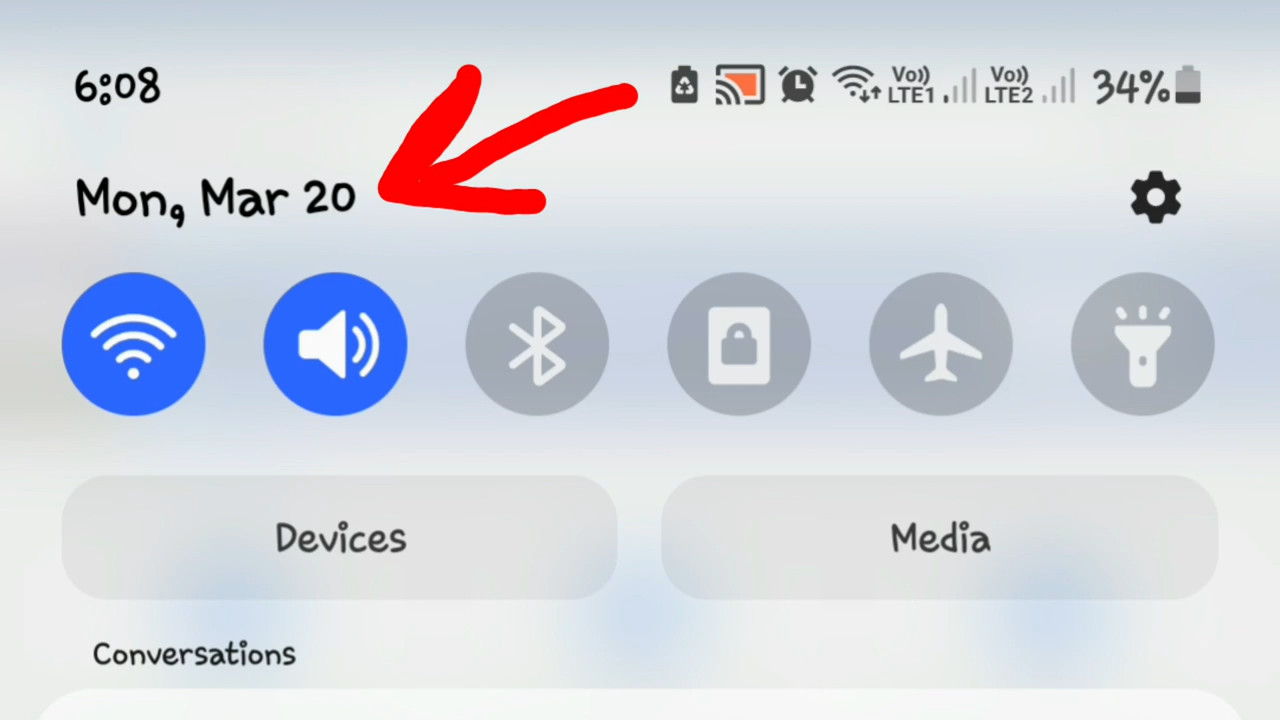 6:08 Vo)) LTE1 Vo)) LTE2 34%
Mon, Mar 20
Devices Media
Conversations